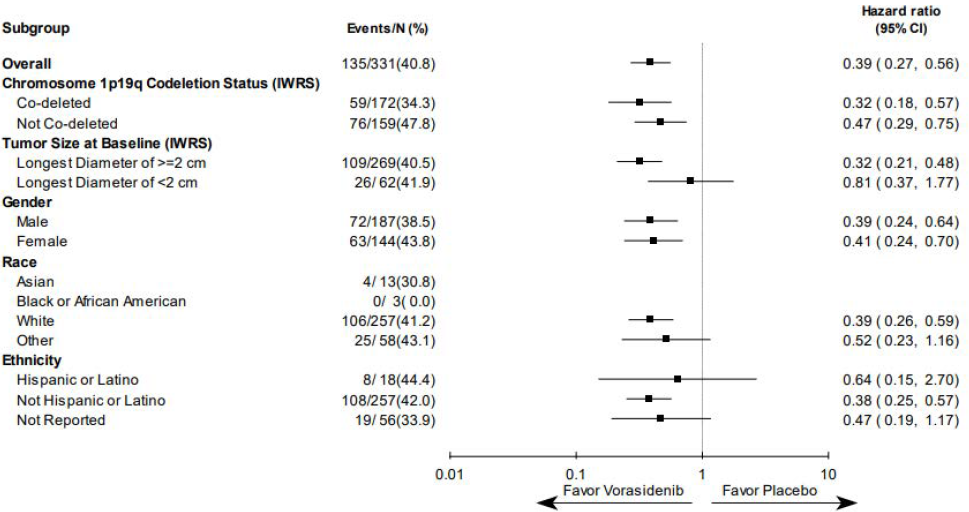 Hazard ratio
Subgroup Events/N (%) (95% CI)
Overall 135/331(40.8) 0.39 ( 0.27, 0.56)
Chromosome 1p19q Codeletion Status (IWRS)
Co-deleted 59/172(34.3) 0.32 ( 0.18, 0.57)
Not Co-deleted 76/159(47.8) 0.47 ( 0.29, 0.75)
Tumor Size at Baseline (IWRS)
Longest Diameter of >=2 cm 109/269(40.5) 0.32 ( 0.21, 0.48)
Longest Diameter of <2 cm 26/ 62(41.9) 0.81 ( 0.37, 1.77)
Gender
Male 72/187(38.5) 0.39 ( 0.24, 0.64)
Female 63/144(43.8) 0.41 ( 0.24, 0.70)
Race
Asian 4/ 13(30.8)
Black or African American 0/ 3( 0.0)
White 106/257(41.2) 0.39 ( 0.26, 0.59)
Other 25/ 58(43.1) 0.52 ( 0.23, 1.16)
Ethnicity
Hispanic or Latino 8/ 18(44.4) 0.64 ( 0.15, 2.70)
Not Hispanic or Latino 108/257(42.0) 0.38 ( 0.25, 0.57)
Not Reported 19/ 56(33.9) 0.47 ( 0.19, 1.17)
0.01 0.1 1 10
Favor Vorasidenib Favor Placebo